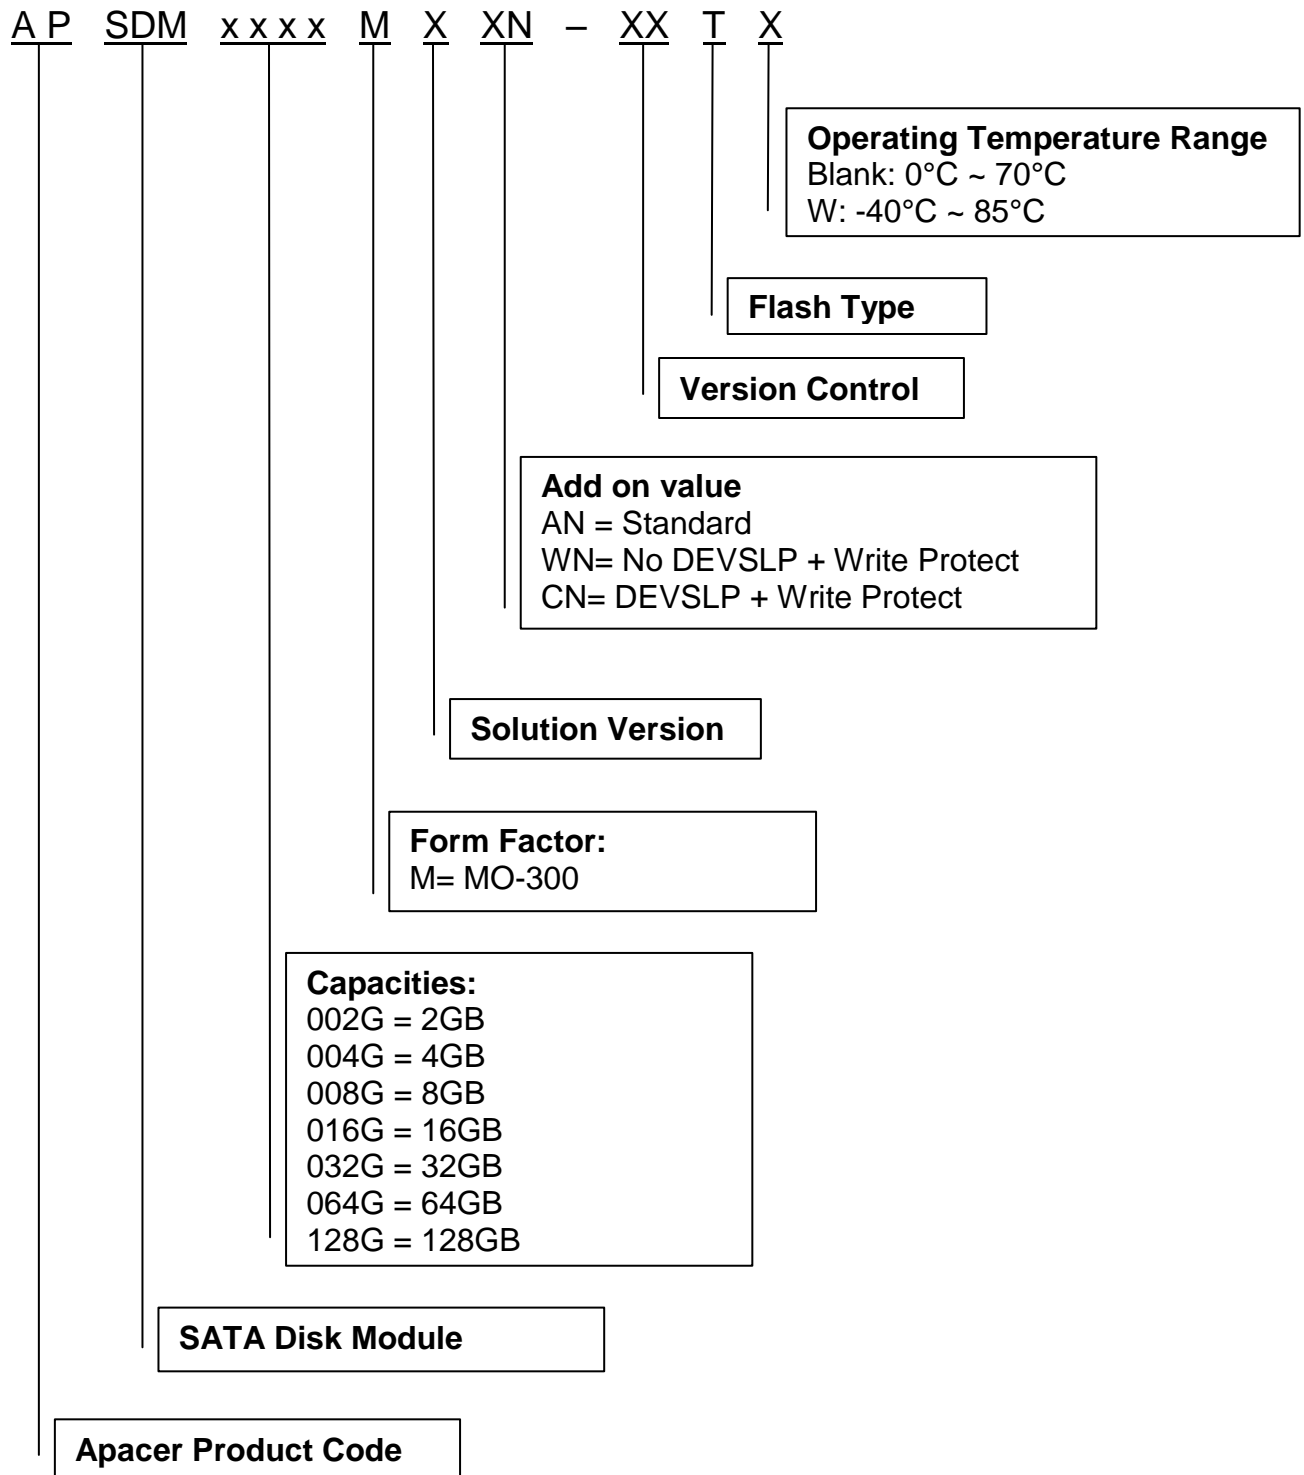 A P SDM x x x x M X XN – XX T X
Operating Temperature Range
Blank: 0°C ~ 70°C
W: -40°C ~ 85°C
Flash Type
Version Control
Add on value
AN = Standard
WN= No DEVSLP + Write Protect
CN= DEVSLP + Write Protect
Solution Version
Form Factor:
M= MO-300
Capacities:
002G = 2GB
004G = 4GB
008G = 8GB
016G = 16GB
032G = 32GB
064G = 64GB
128G = 128GB
SATA Disk Module
Apacer Product Code